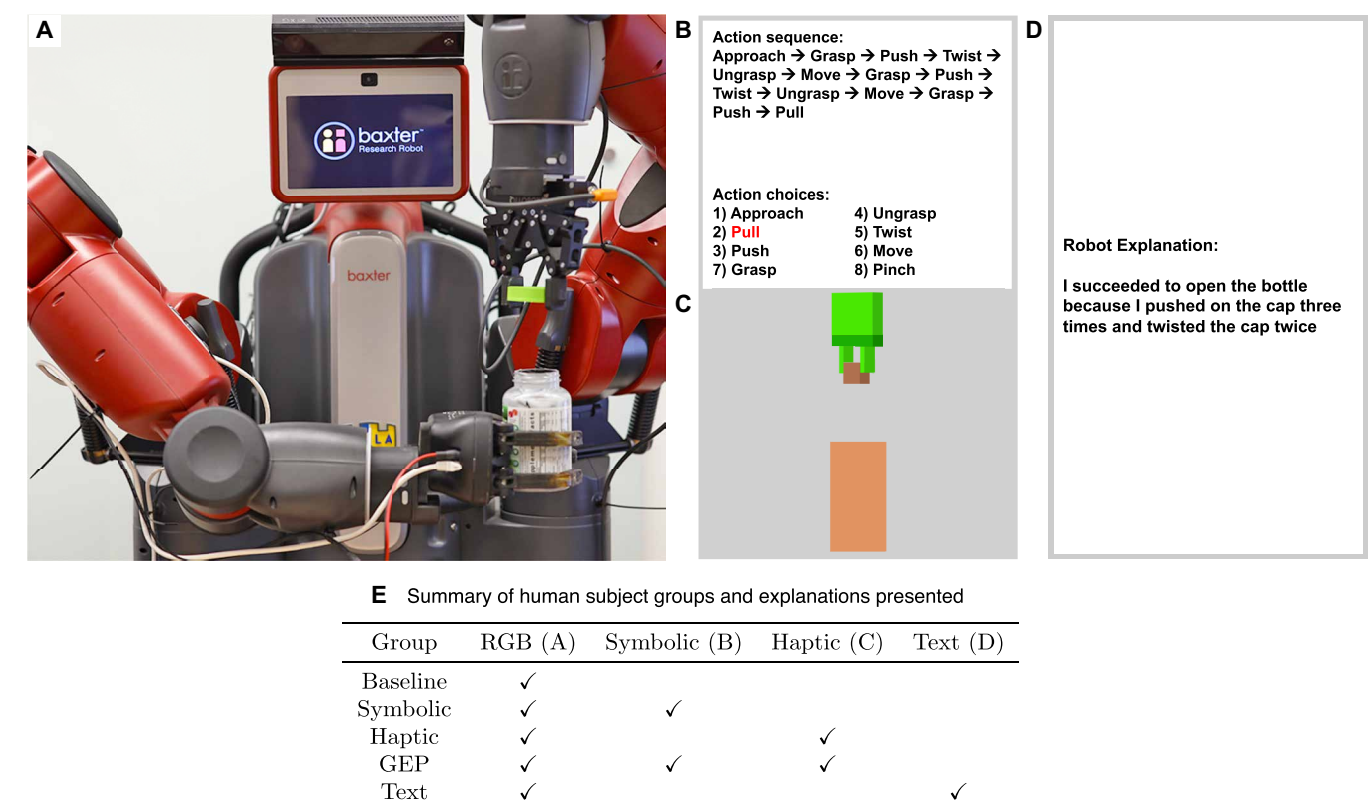 A
baxter
Research Robot
baxter
LA
B
Action sequence:
Approach → Grasp → Push → Twist →
Ungrasp → Move → Grasp → Push →
Twist → Ungrasp → Move → Grasp →
Push → Pull
Action choices:
1) Approach 4) Ungrasp
2) Pull 5) Twist
3) Push 6) Move
7) Grasp 8) Pinch
C
D
Robot Explanation:
I succeeded to open the bottle
because I pushed on the cap three
times and twisted the cap twice
E Summary of human subject groups and explanations presented
Group RGB (A) Symbolic (B) Haptic (C) Text (D)
Baseline ✓
Symbolic ✓ ✓
Haptic ✓ ✓
GEP ✓ ✓ ✓
Text ✓ ✓